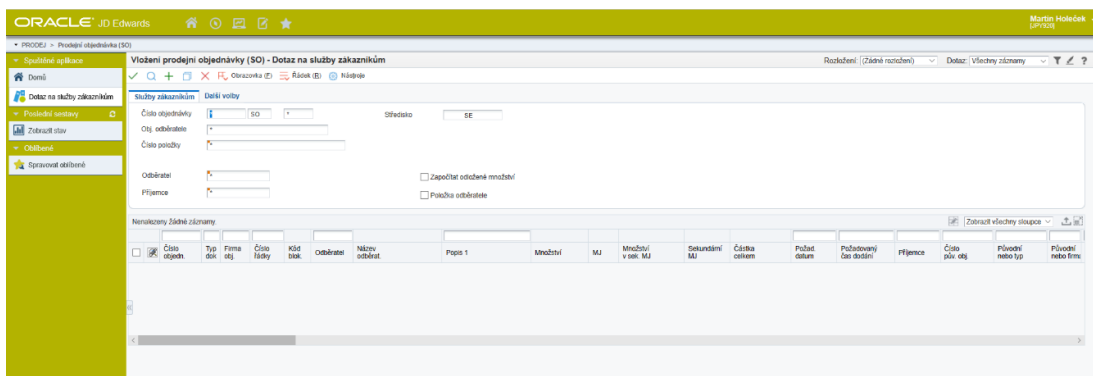 ORACLE JD Edwards
Martin Holeček
[JPY920]
PRODEJ > Prodejní objednávka (SO)
Spuštěné aplikace
Domů
Dotaz na služby zákazníkům
Poslední sestavy
Zobrazit stav
Oblíbené
Spravovat oblíbené
Vložení prodejní objednávky (SO) - Dotaz na služby zákazníkům
Rozložení: (Žádné rozložení) Dotaz: Všechny záznamy
Obrazovka (F) Řádek (R) Nástroje
Služby zákazníkům Další volby
Číslo objednávky * SO * Středisko SE
Obj. odběratele *
Číslo položky *
Odběratel * Započítat odložené množství
Příjemce * Položka odběratele
Nenalezeny žádné záznamy. Zobrazit všechny sloupce
Číslo objedn. Typ dok Firma obj. Číslo řádky Kód blok. Odběratel Název odběrat. Popis 1 Množství MJ Množství v sek. MJ Sekundární MJ Částka celkem Požad. datum Požadovaný čas dodání Příjemce Číslo pův. obj. Původní nebo typ Původní nebo firma